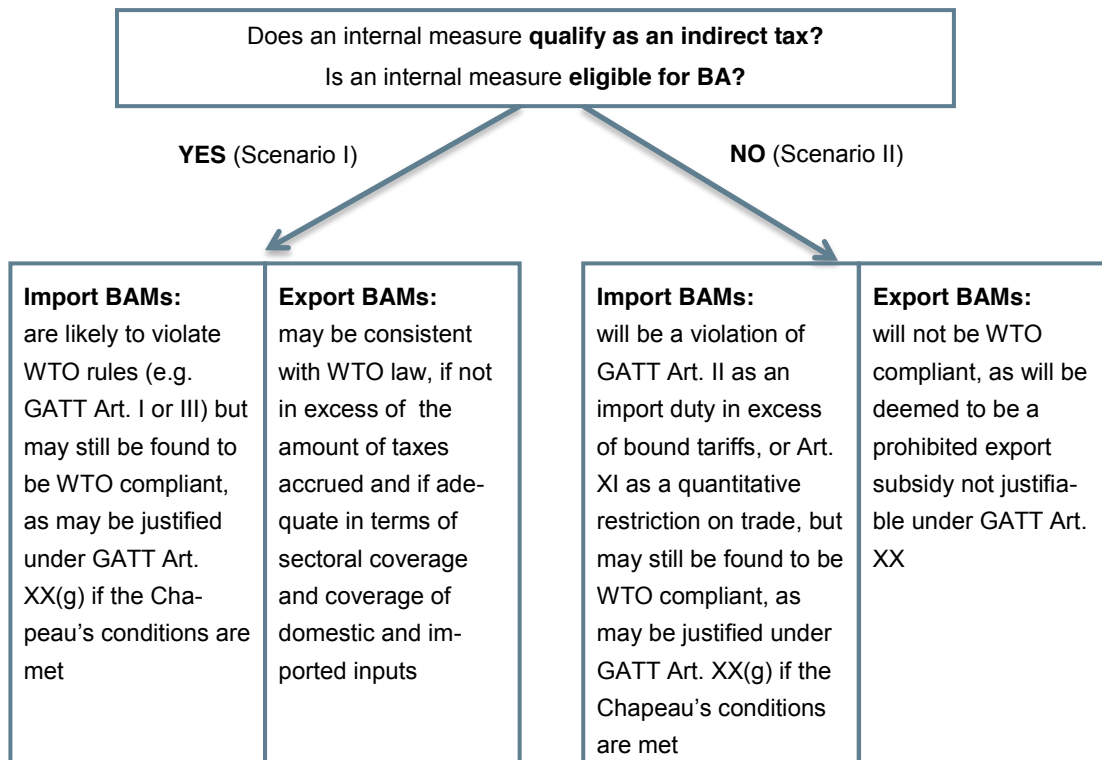 Does an internal measure qualify as an indirect tax?
Is an internal measure eligible for BA?
YES (Scenario I)
NO (Scenario II)
Import BAMs:
are likely to violate
WTO rules (e.g.
GATT Art. I or III) but
may still be found to
be WTO compliant,
as may be justified
under GATT Art.
XX(g) if the Cha-
peau's conditions are
met
Export BAMs:
may be consistent
with WTO law, if not
in excess of  the
amount of taxes
accrued and if ade-
quate in terms of
sectoral coverage
and coverage of
domestic and im-
ported inputs
Import BAMs:
will be a violation of
GATT Art. II as an
import duty in excess
of bound tariffs, or Art.
XI as a quantitative
restriction on trade, but
may still be found to be
WTO compliant, as
may be justified under
GATT Art. XX(g) if the
Chapeau's conditions
are met
Export BAMs:
will not be WTO
compliant, as will be
deemed to be a
prohibited export
subsidy not justifia-
ble under GATT Art.
XX